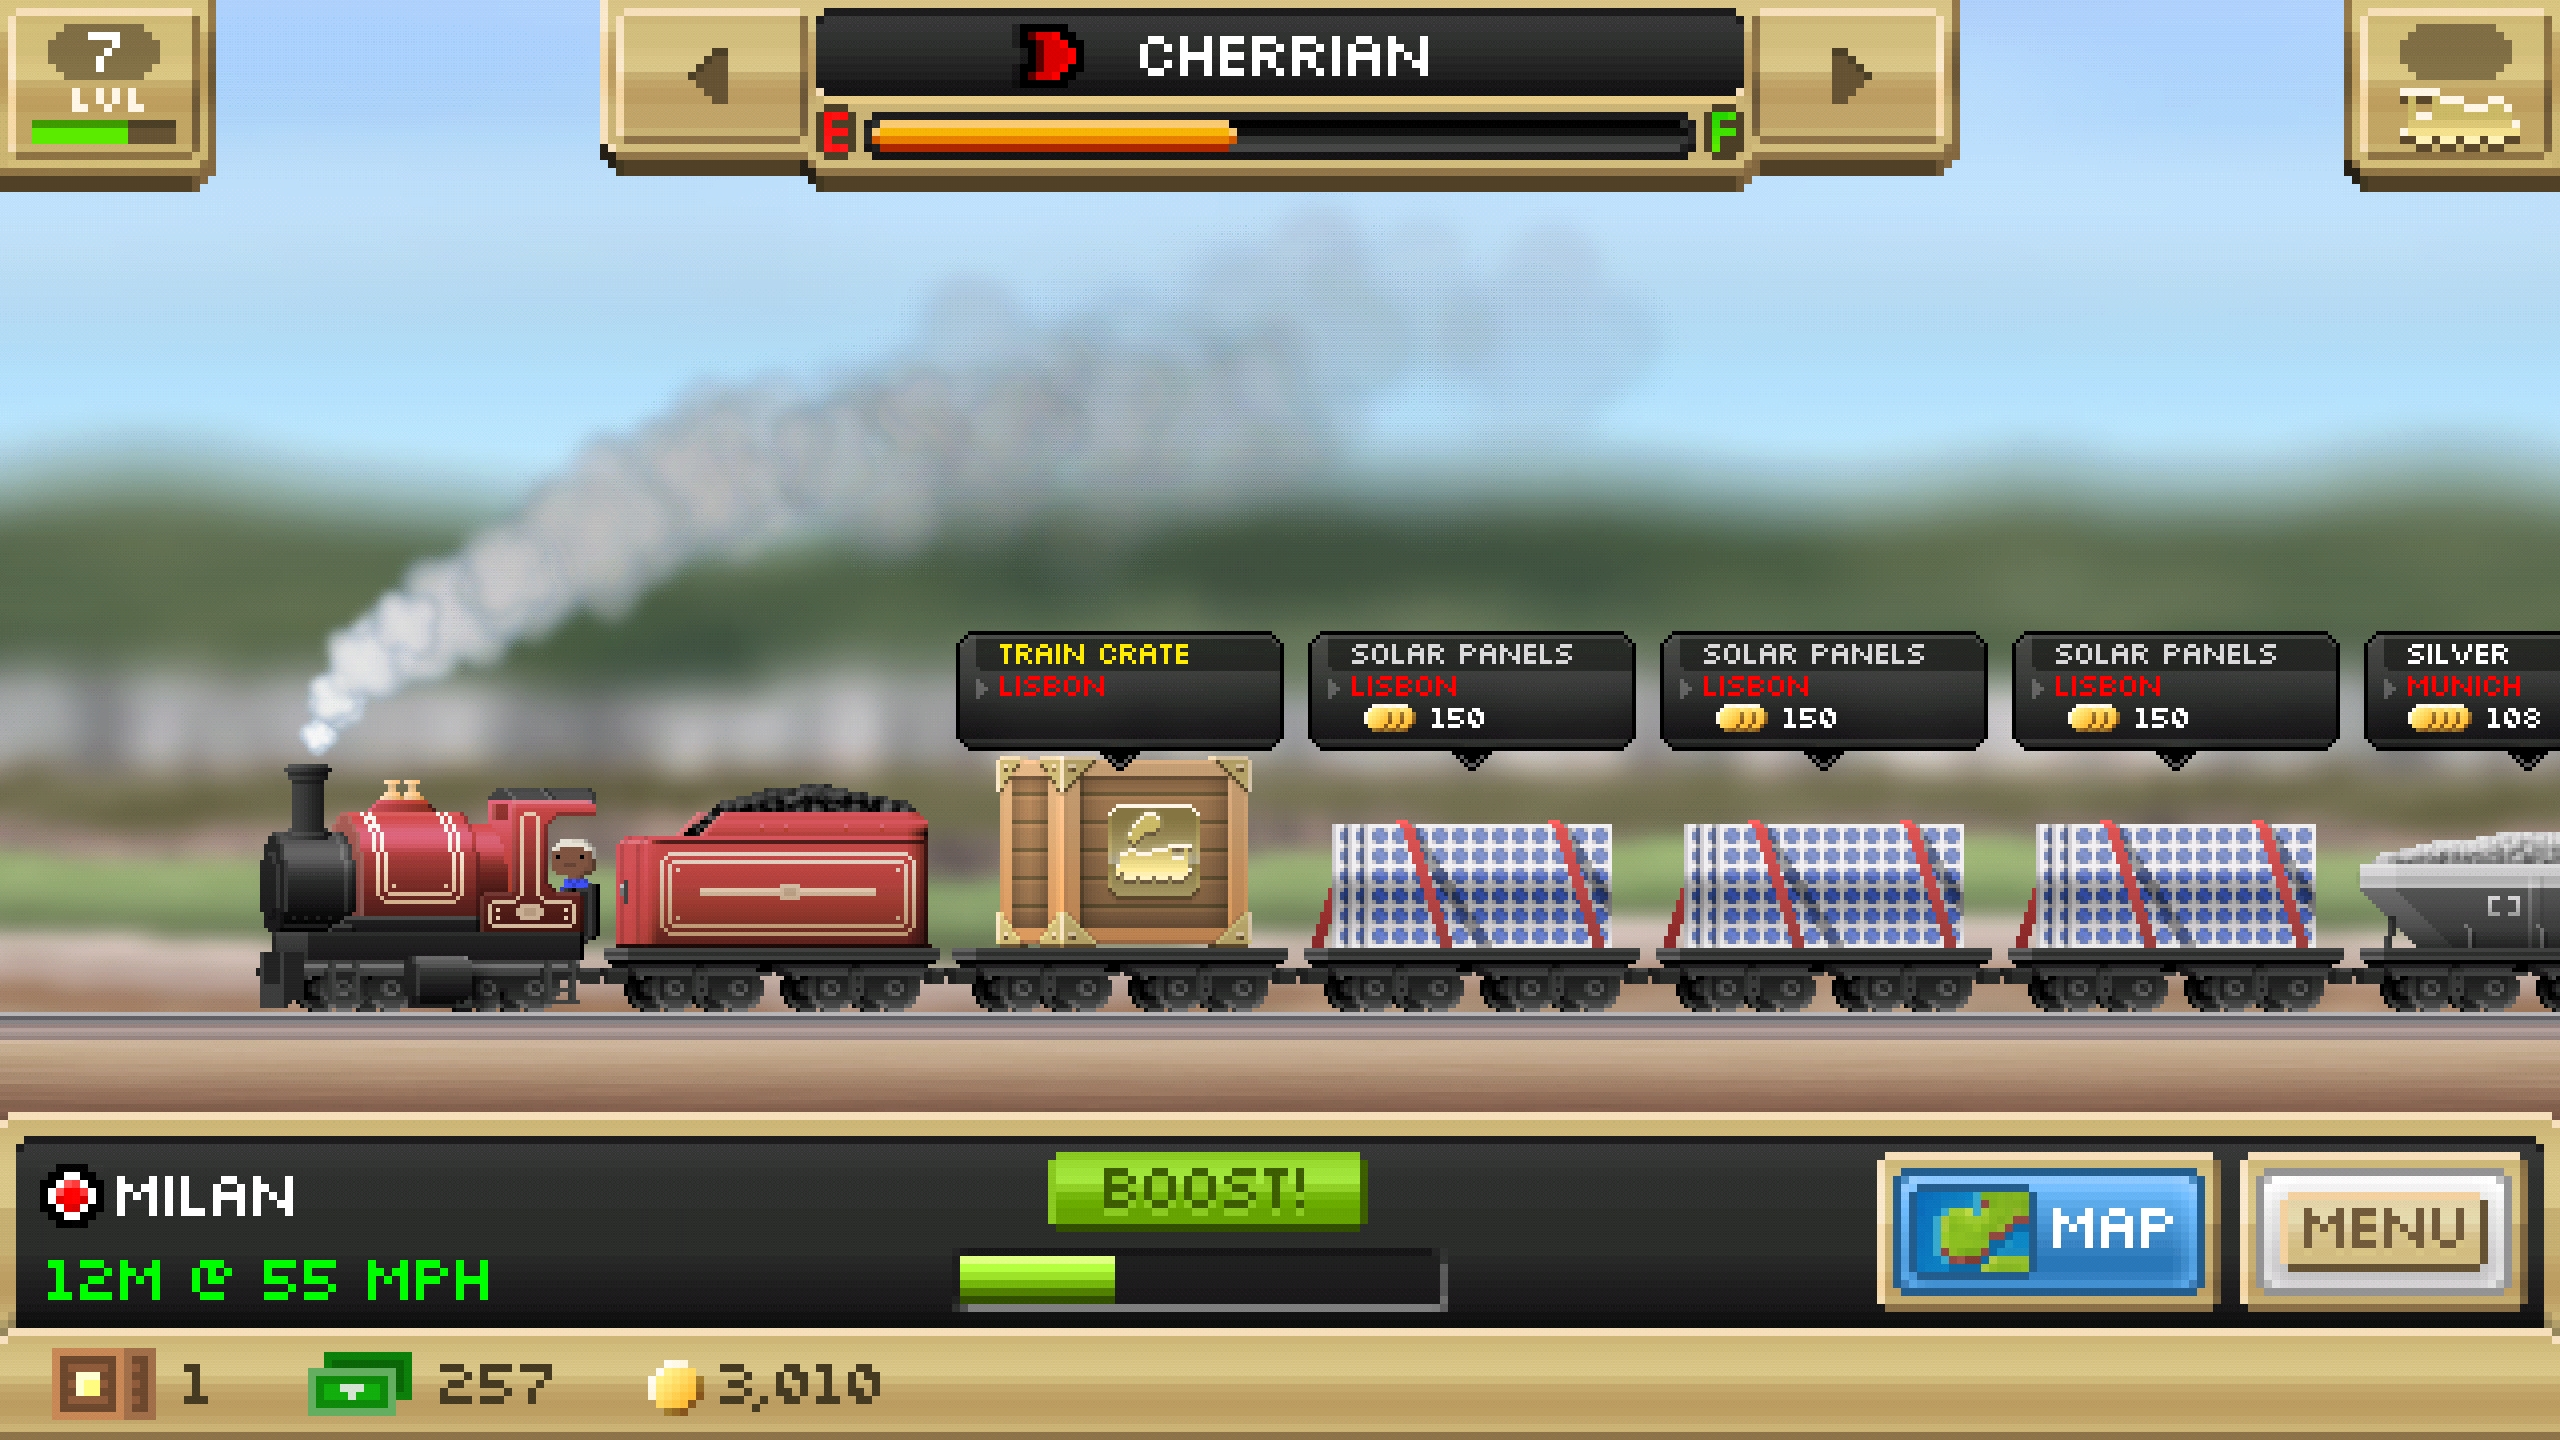 7
LVL
CHERRIAN
E F
TRAIN CRATE
LISBON
SOLAR PANELS
LISBON
150
SOLAR PANELS
LISBON
150
SOLAR PANELS
LISBON
150
SILVER
MUNICH
108
MILAN
12M @ 55 MPH
BOOST!
MAP
MENU
1
257
3,010